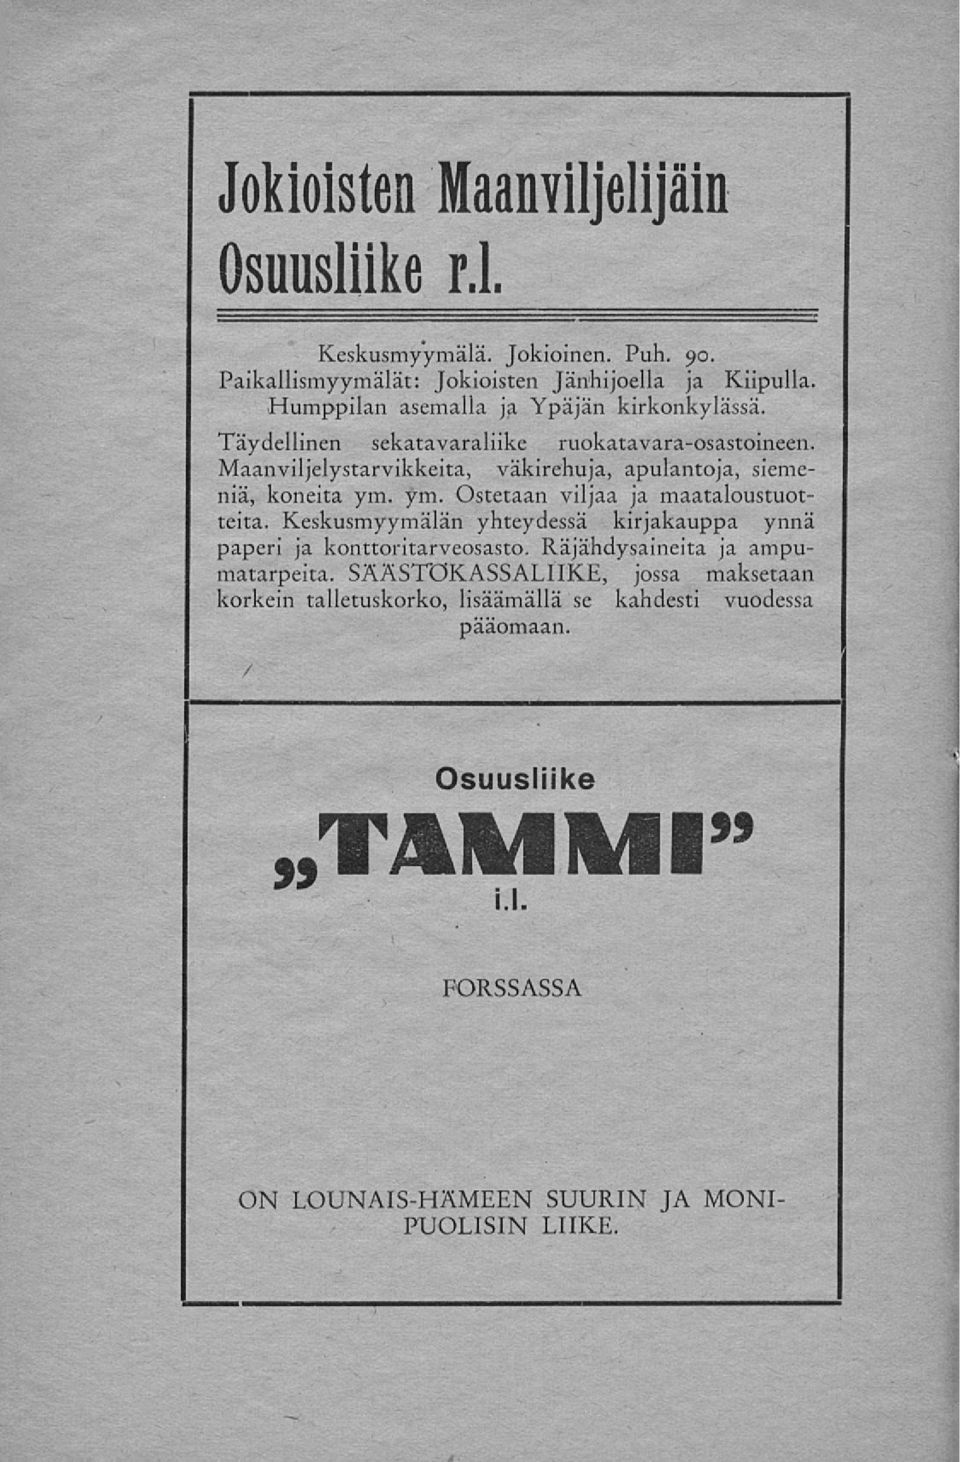 Jokioisten Maanviljelijäin
Osuusliike r.l.
Keskusmyymälä. Jokioinen. Puh. 90.
Paikallismyymälät: Jokioisten Jänhijoella ja Kiipulla.
Humppilan asemalla ja Ypäjän kirkonkylässä.
Täydellinen sekatavaraliike ruokatavara-osastoineen.
Maanviljelystarvikkeita, väkirehuja, apulantoja, sieme-
niä, koneita ym. ym. Ostetaan viljaa ja maataloustuot-
teita. Keskusmyymälän yhteydessä kirjakauppa ynnä
paperi ja konttoritarveosasto. Räjähdysaineita ja ampu-
matarpeita. SÄÄSTÖKASSALIIKE, jossa maksetaan
korkein talletuskorko, lisäämällä se kahdesti vuodessa
pääomaan.
Osuusliike
„TAMMI”
i.l.
FORSSASSA
ON LOUNAIS-HÄMEEN SUURIN JA MONI-
PUOLISIN LIIKE.